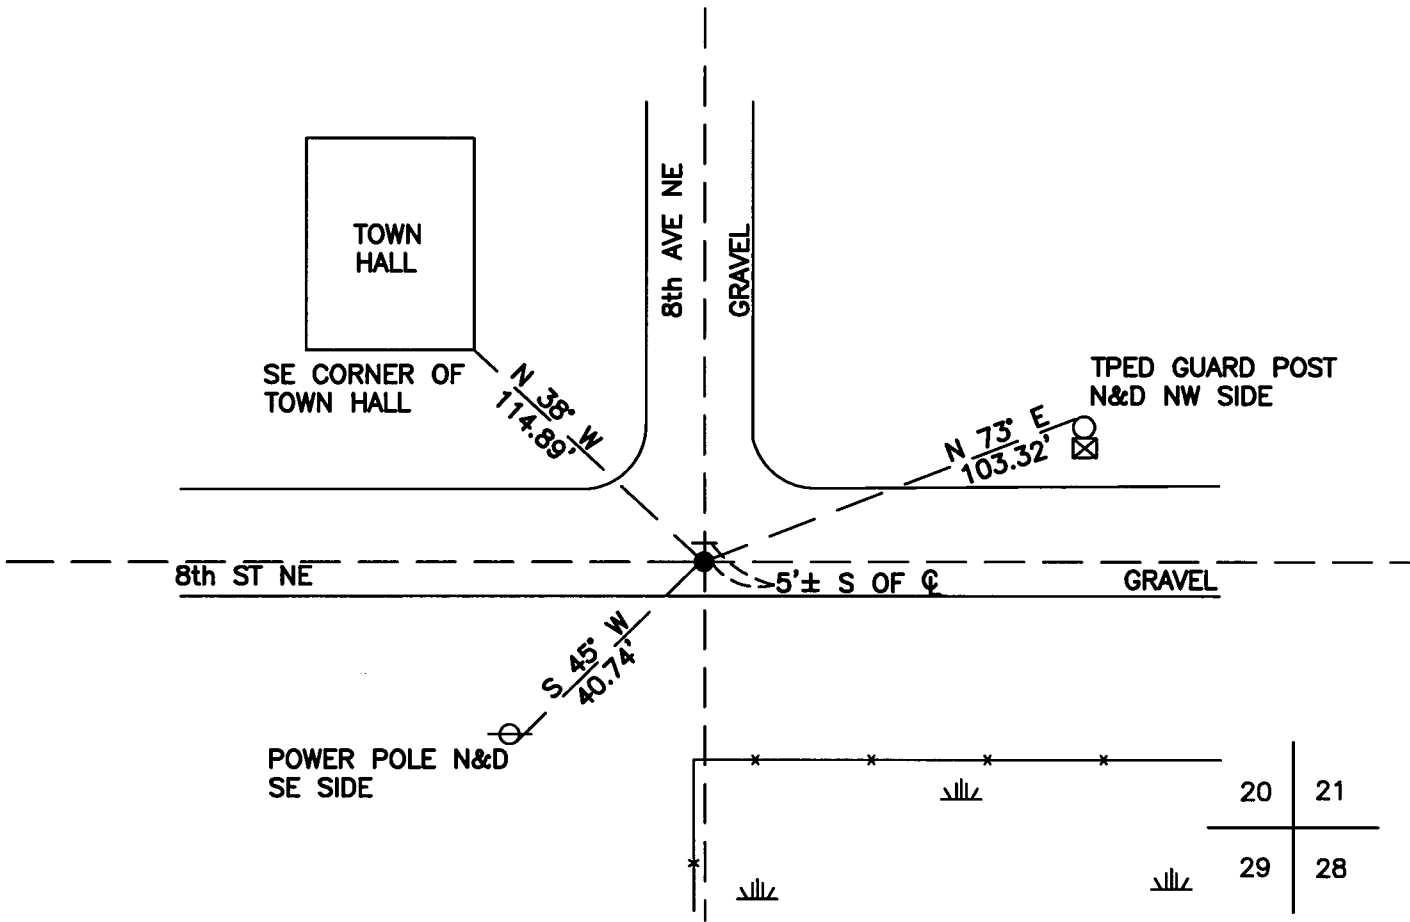 TOWN
HALL
8th AVE NE
GRAVEL
SE CORNER OF
TOWN HALL
N 38° W
114.89'
TPED GUARD POST
N&D NW SIDE
N 73° E
103.32'
8th ST NE
5'± S OF ℄
GRAVEL
S 45° W
40.74'
POWER POLE N&D
SE SIDE
20 21
29 28